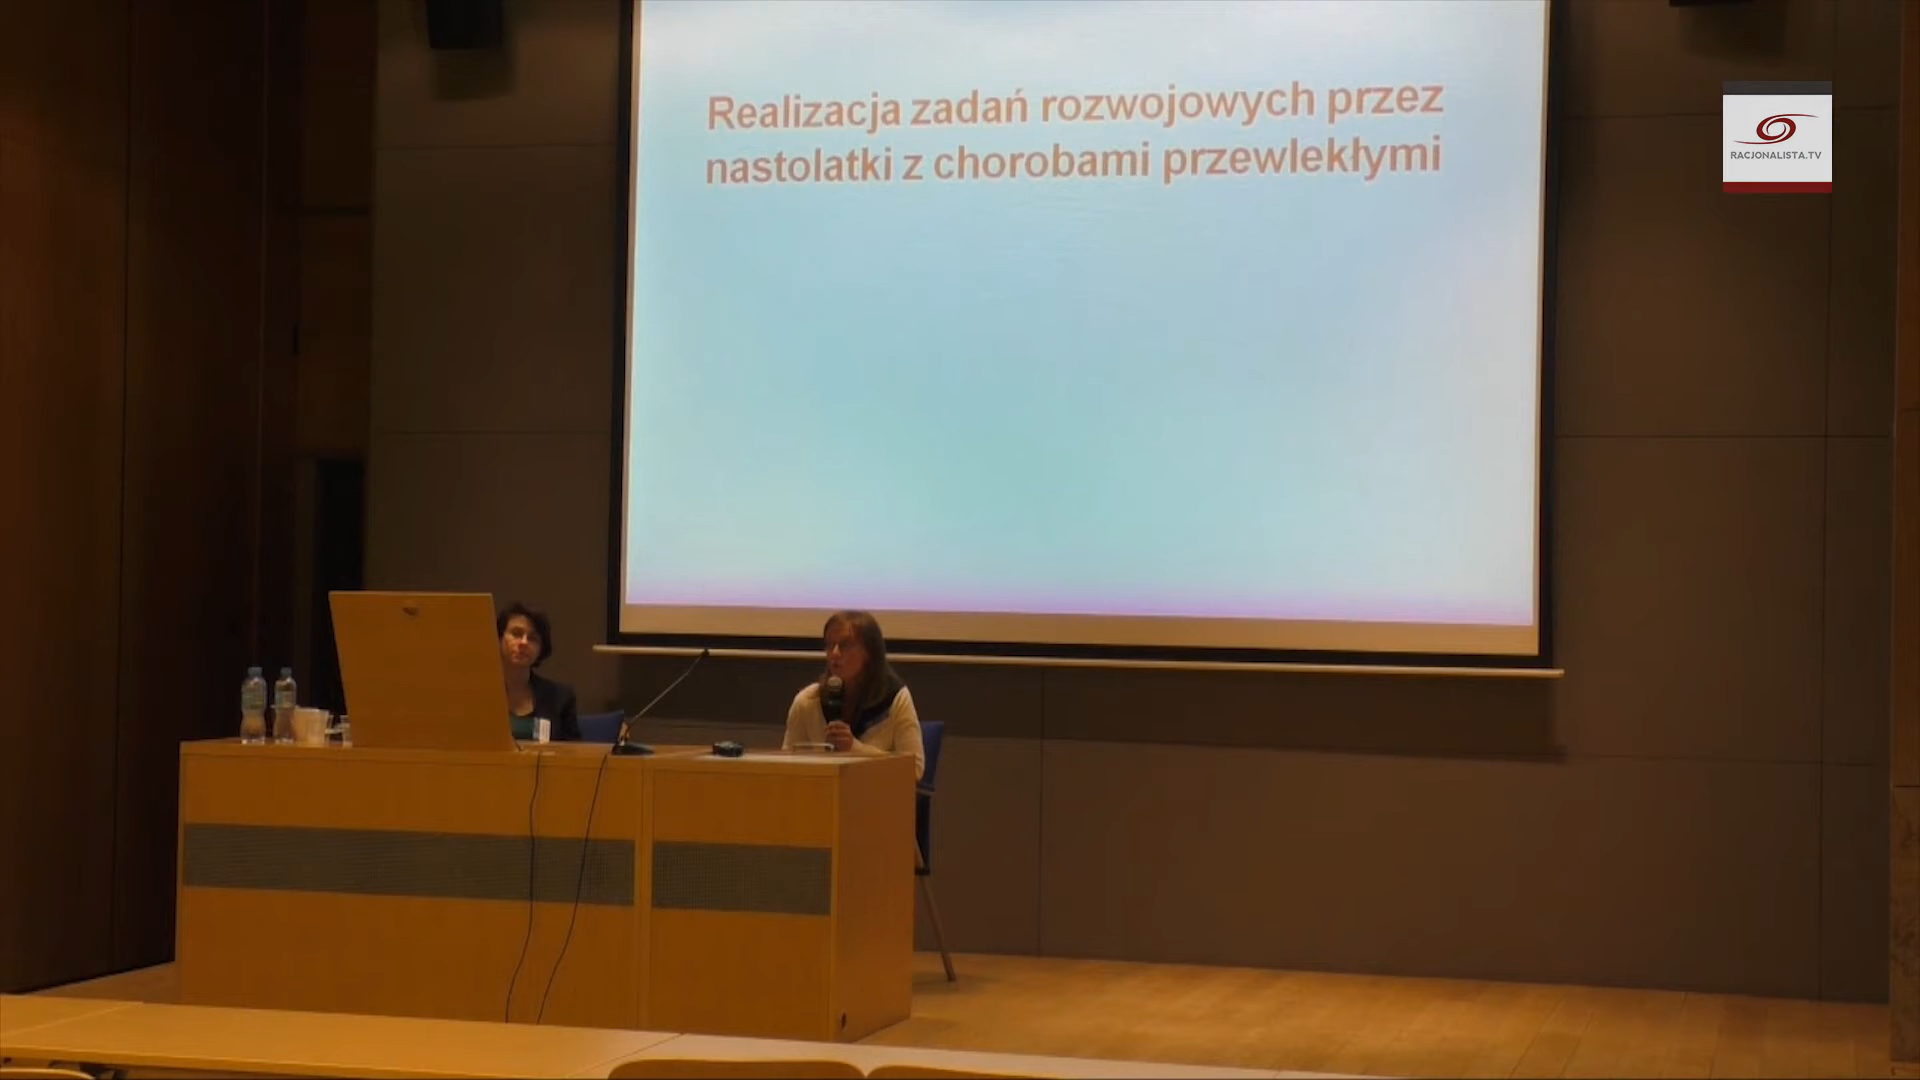 Realizacja zadań rozwojowych przez
nastolatki z chorobami przewlekłymi
RACJONALISTA.TV